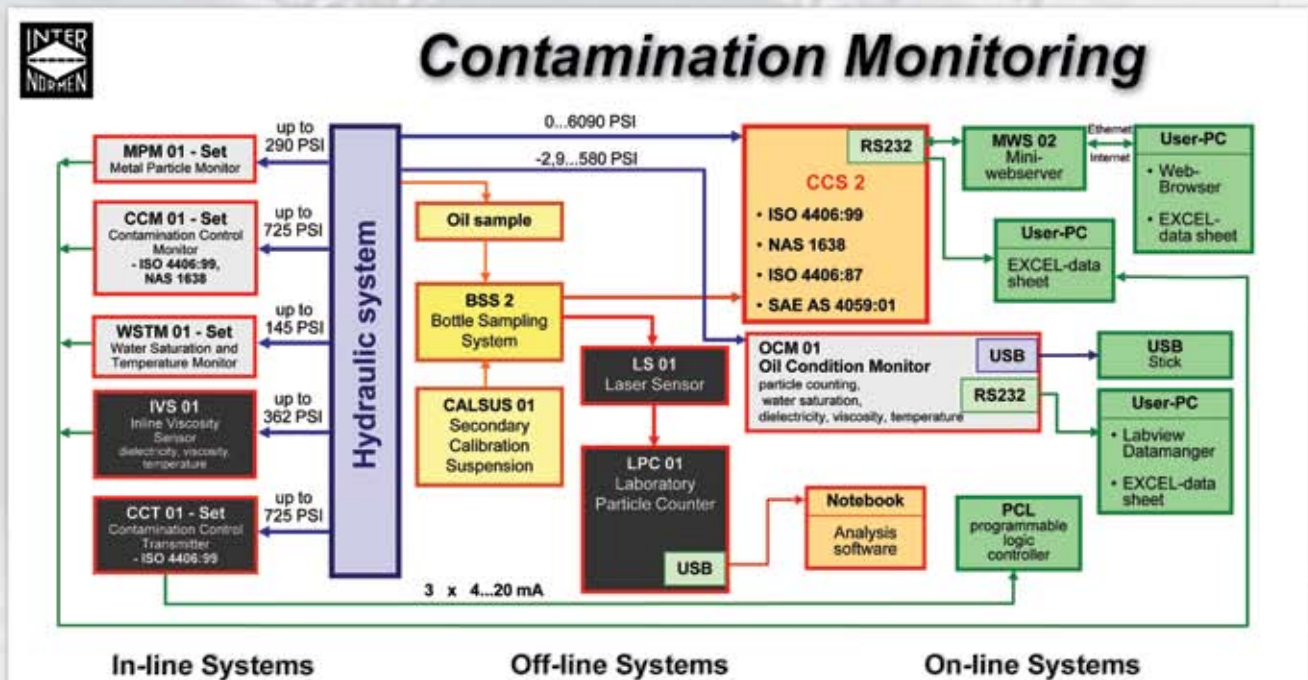 INTER
NORMEN
Contamination Monitoring
MPM 01 - Set
Metal Particle Monitor
up to
290 PSI
CCM 01 - Set
Contamination Control
Monitor
- ISO 4406:99,
NAS 1638
up to
725 PSI
WSTM 01 - Set
Water Saturation and
Temperature Monitor
up to
145 PSI
IVS 01
Inline Viscosity
Sensor
dielectricity, viscosity,
temperature
up to
362 PSI
CCT 01 - Set
Contamination Control
Transmitter
- ISO 4406:99
up to
725 PSI
Hydraulic system
0...6090 PSI
-2,9...580 PSI
Oil sample
BSS 2
Bottle Sampling
System
CALSUS 01
Secondary
Calibration
Suspension
LS 01
Laser Sensor
LPC 01
Laboratory
Particle Counter
USB
Notebook
Analysis
software
RS232
CCS 2
• ISO 4406:99
• NAS 1638
• ISO 4406:87
• SAE AS 4059:01
MWS 02
Mini-
webserver
Ethernet
Internet
User-PC
• Web-
Browser
• EXCEL-
data sheet
User-PC
EXCEL-data
sheet
OCM 01
Oil Condition Monitor
particle counting,
water saturation,
dielectricity, viscosity, temperature
USB
RS232
USB
Stick
User-PC
• Labview
Datamanger
• EXCEL-data
sheet
PCL
programmable
logic
controller
3 x 4...20 mA
In-line Systems
Off-line Systems
On-line Systems